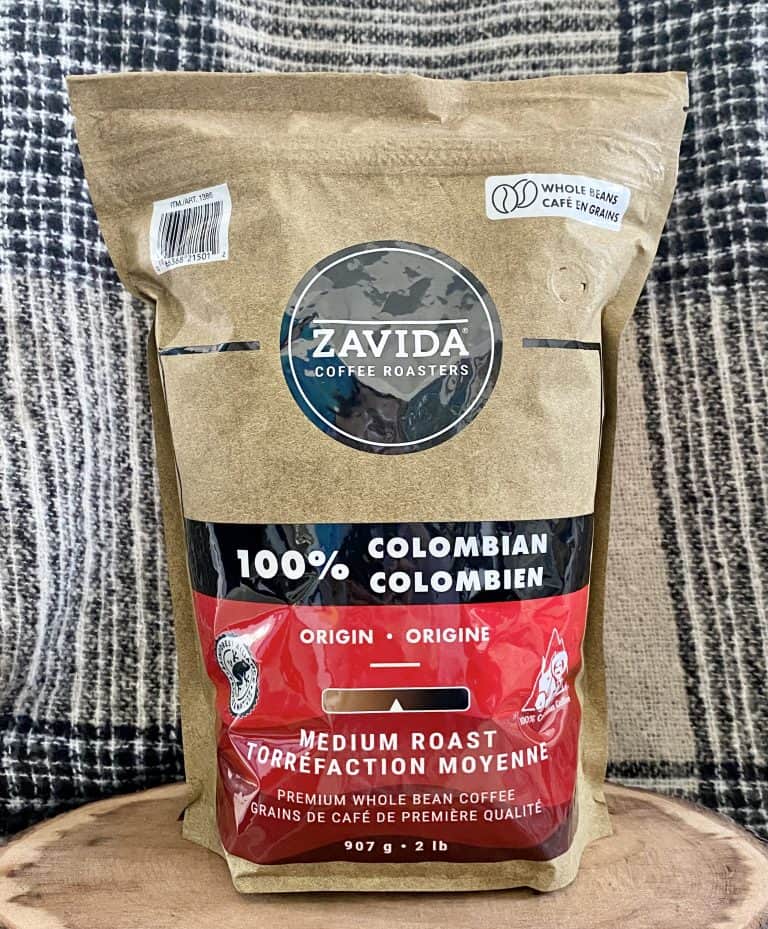 ITM./ART. 1386
WHOLE BEANS
CAFÉ EN GRAINS
ZAVIDA®
COFFEE ROASTERS
100% COLOMBIAN
COLOMBIEN
ORIGIN • ORIGINE
MEDIUM ROAST
TORRÉFACTION MOYENNE
PREMIUM WHOLE BEAN COFFEE
GRAINS DE CAFÉ DE PREMIÈRE QUALITÉ
907 g • 2 lb